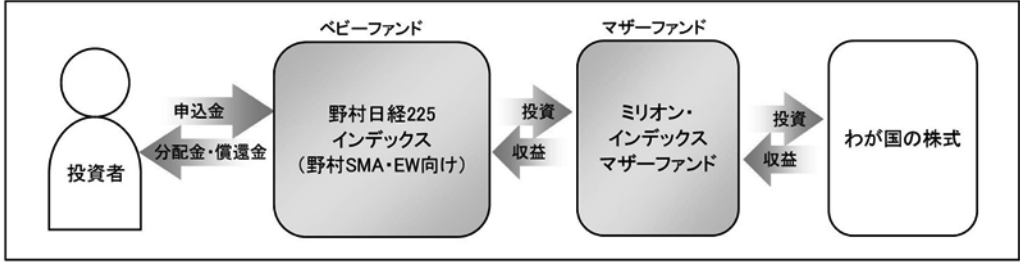 ベビーファンド
マザーファンド
投資者
申込金
分配金・償還金
野村日経225
インデックス
（野村SMA・EW向け）
投資
収益
ミリオン・
インデックス
マザーファンド
投資
収益
わが国の株式